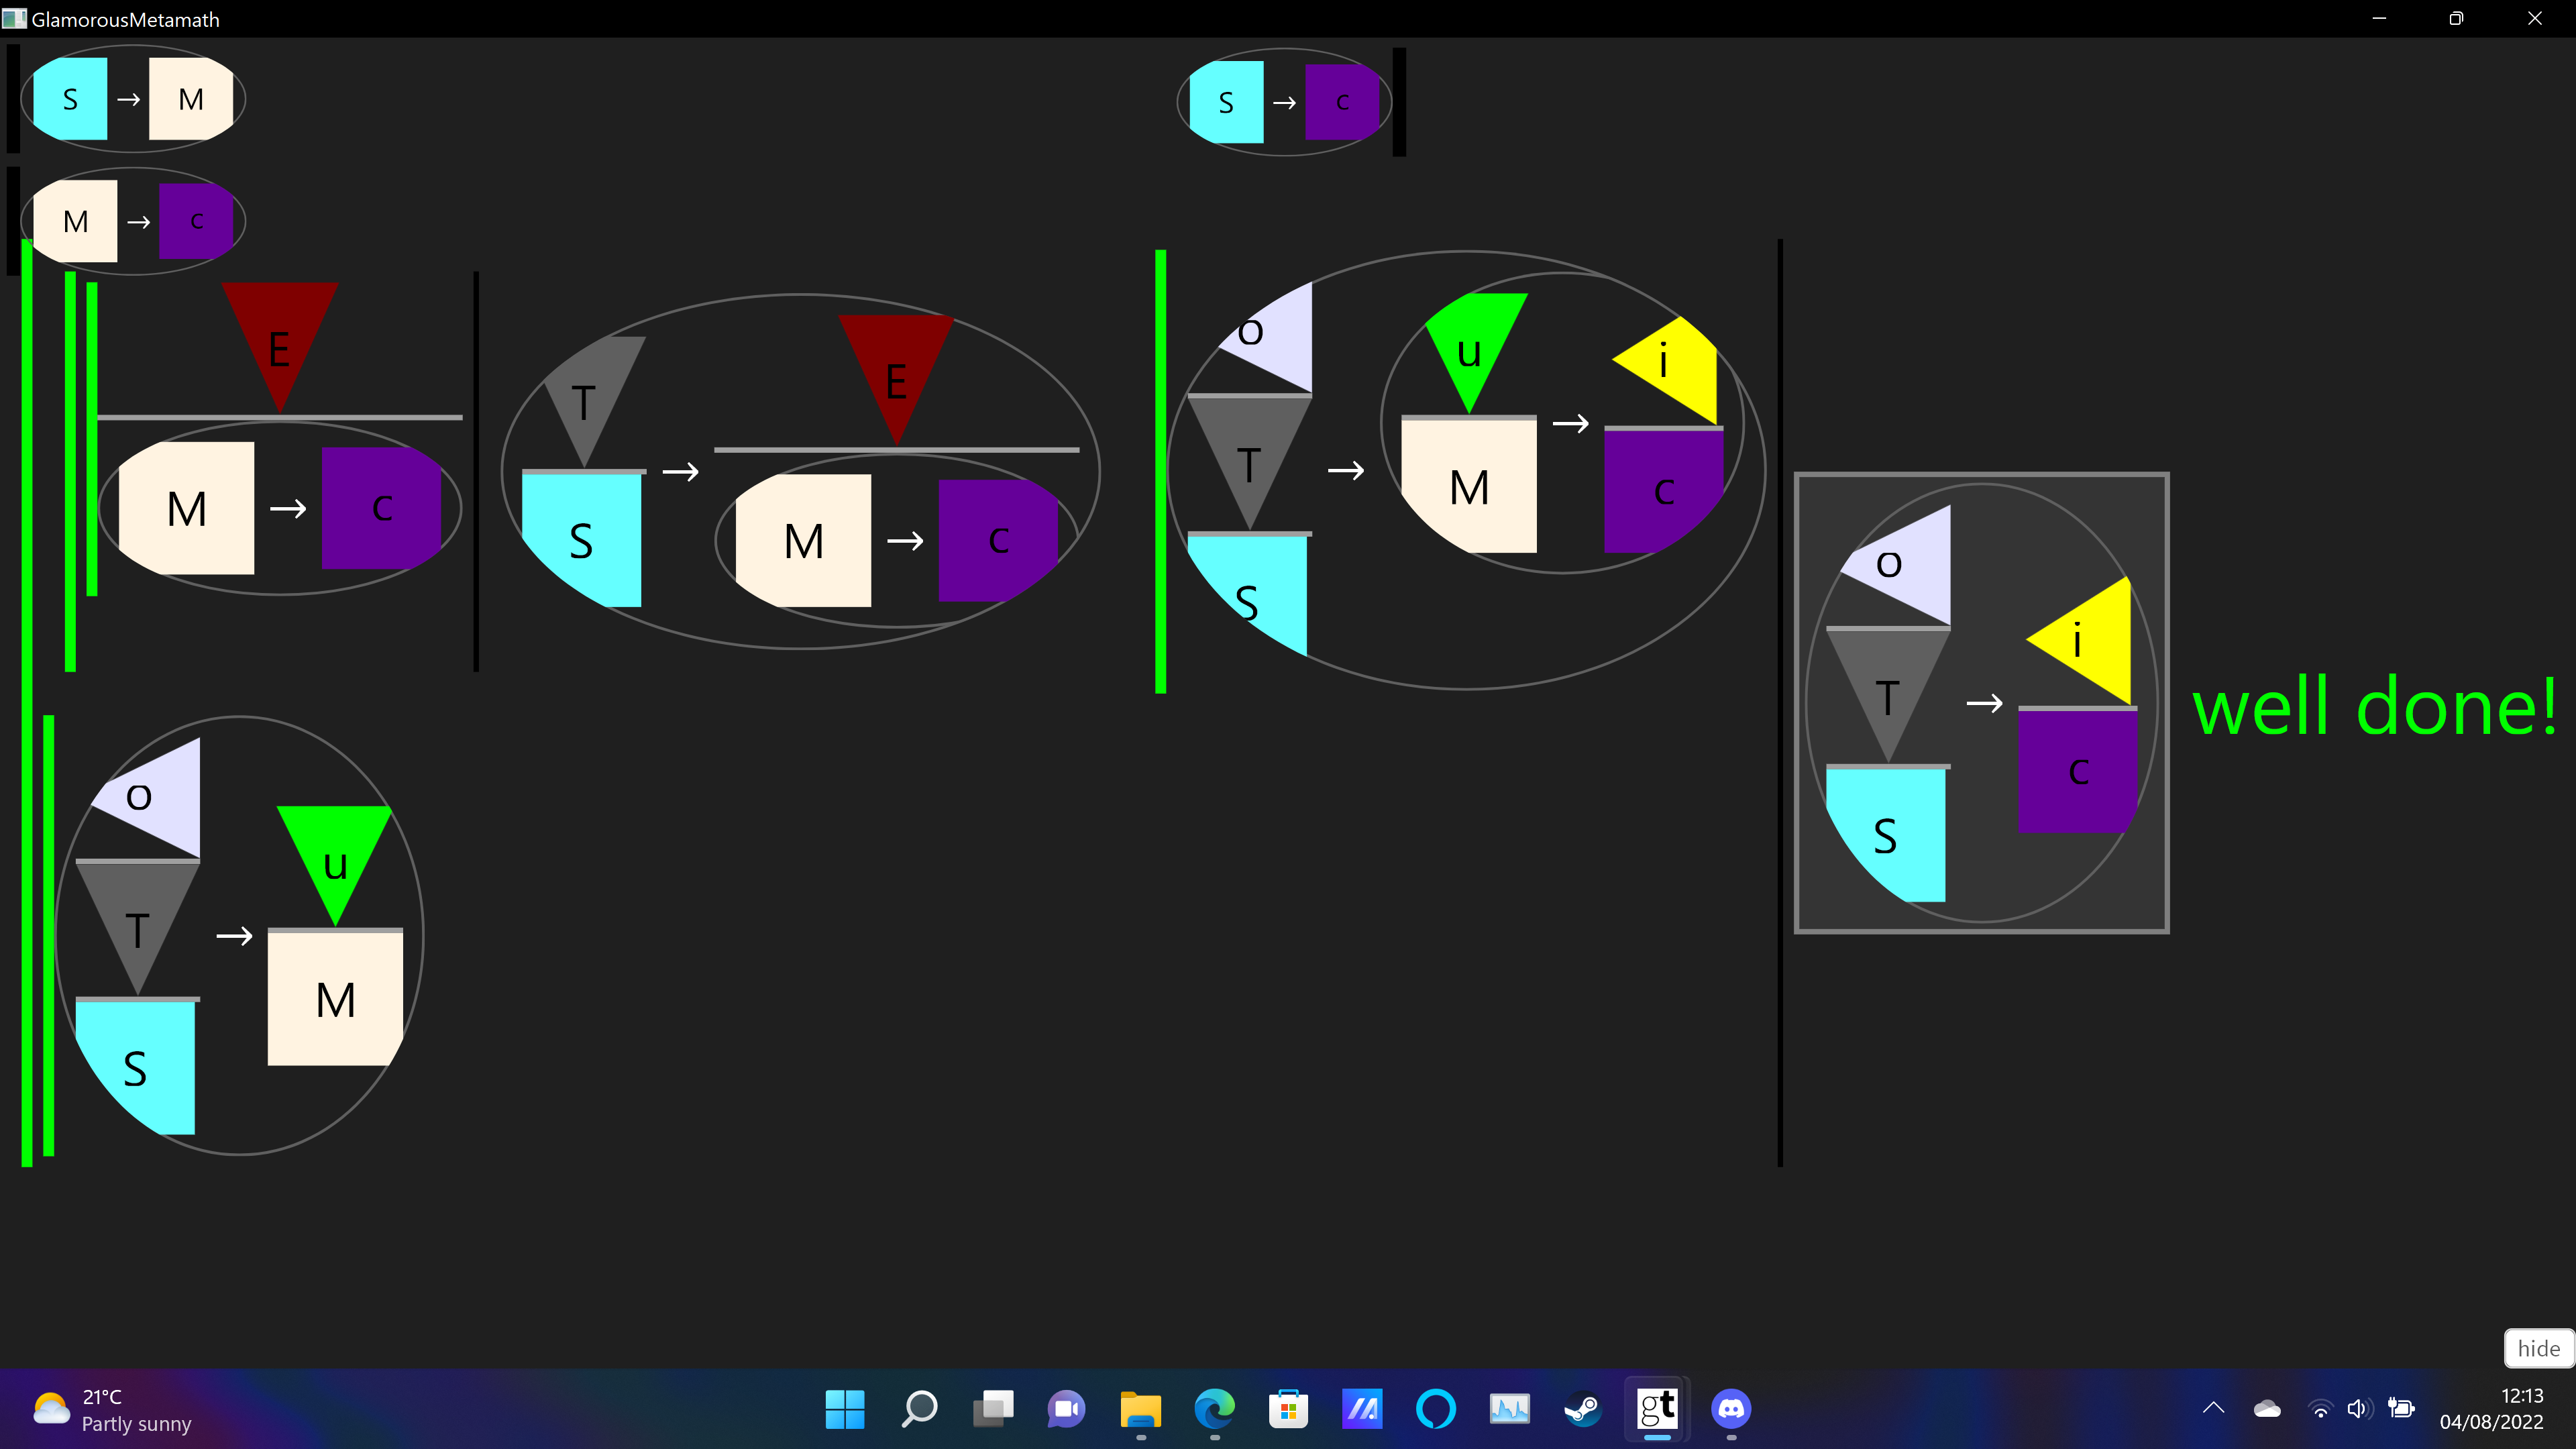 GlamorousMetamath
S → M
S → c
M → c
E
M → c
T
S
→
E
M → c
o
T
S
→
u
M
→
i
c
o
T
S
→
i
c
well done!
o
T
S
→
u
M
hide
21°C
Partly sunny
gt
12:13
04/08/2022